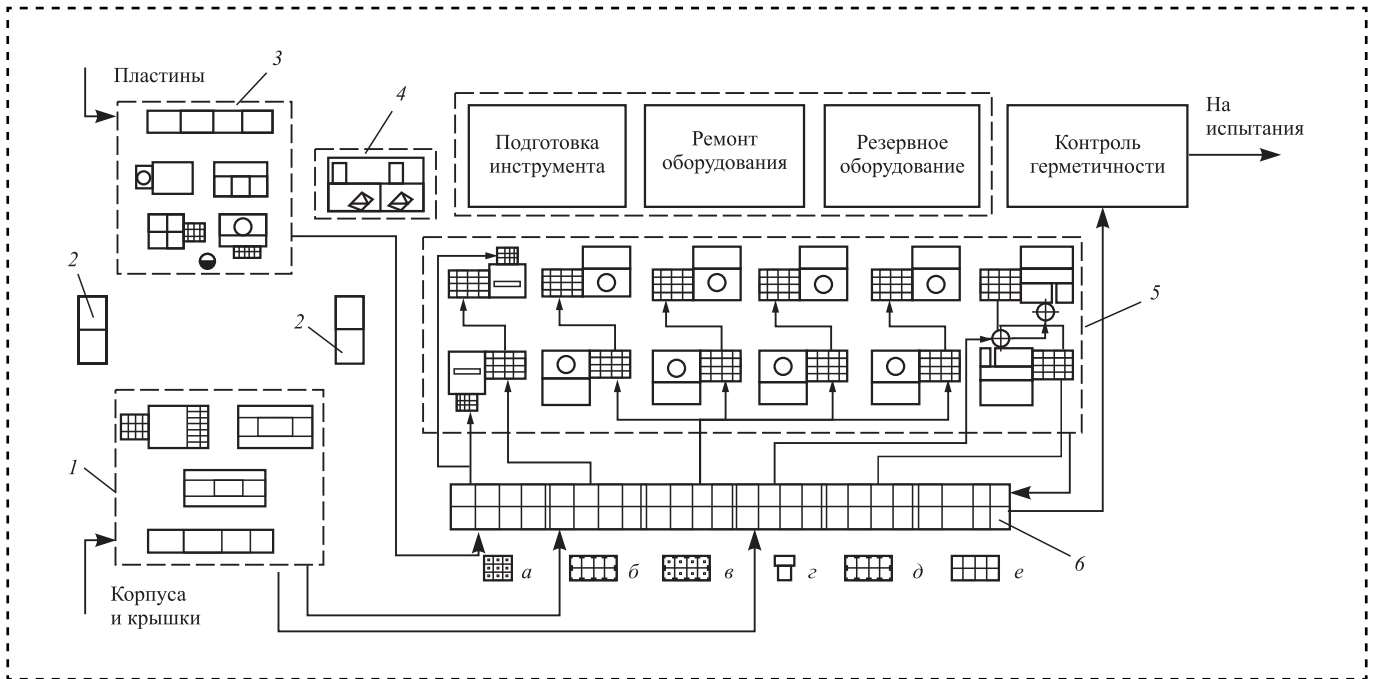 Пластины
3
4
Подготовка
инструмента
Ремонт
оборудования
Резервное
оборудование
Контроль
герметичности
На
испытания
2
2
5
1
6
а
б
в
г
д
е
Корпуса
и крышки